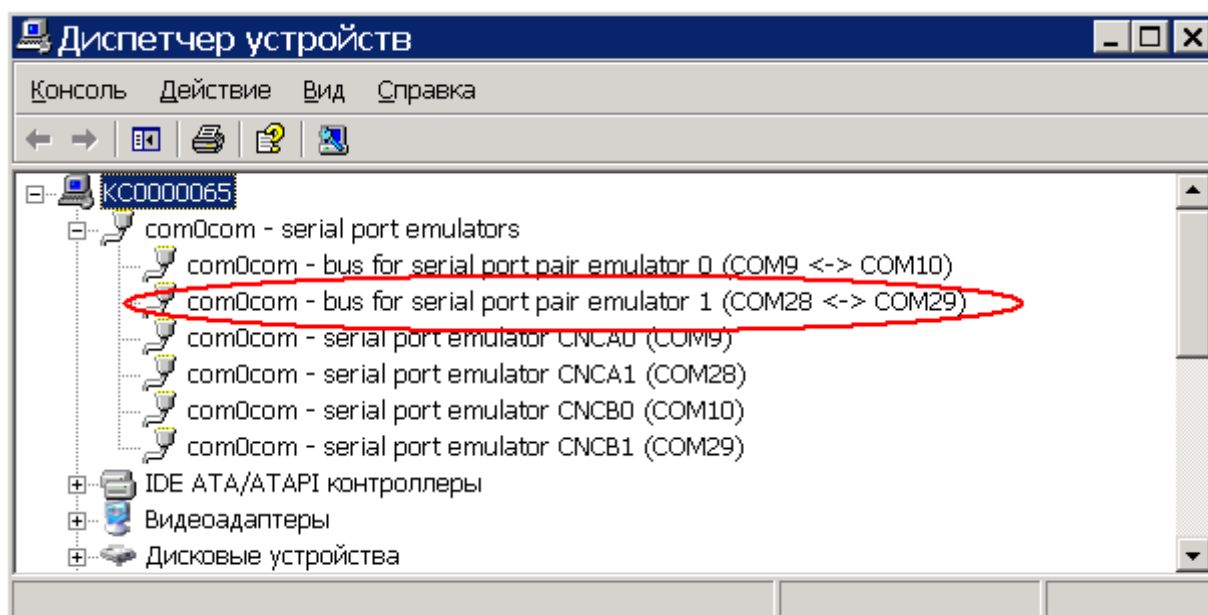 Диспетчер устройств
Консоль Действие Вид Справка
KC0000065
com0com - serial port emulators
com0com - bus for serial port pair emulator 0 (COM9 <-> COM10)
com0com - bus for serial port pair emulator 1 (COM28 <-> COM29)
com0com - serial port emulator CNCA0 (COM9)
com0com - serial port emulator CNCA1 (COM28)
com0com - serial port emulator CNCB0 (COM10)
com0com - serial port emulator CNCB1 (COM29)
IDE ATA/ATAPI контроллеры
Видеоадаптеры
Дисковые устройства